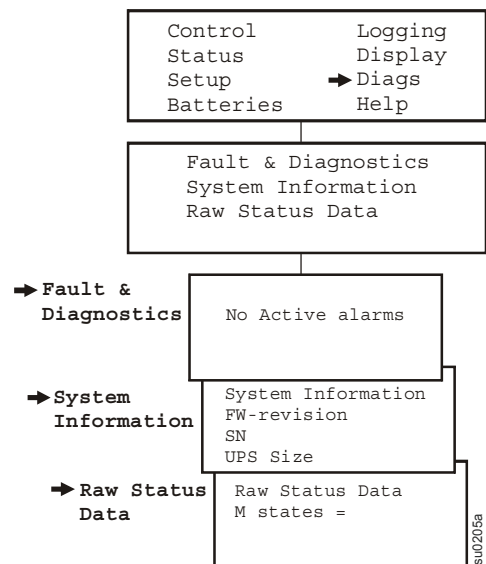 Control Logging
Status Display
Setup Diags
Batteries Help
Fault & Diagnostics
System Information
Raw Status Data
Fault &
Diagnostics
No Active alarms
System
Information
System Information
FW-revision
SN
UPS Size
Raw Status
Data
Raw Status Data
M states =
su0205a